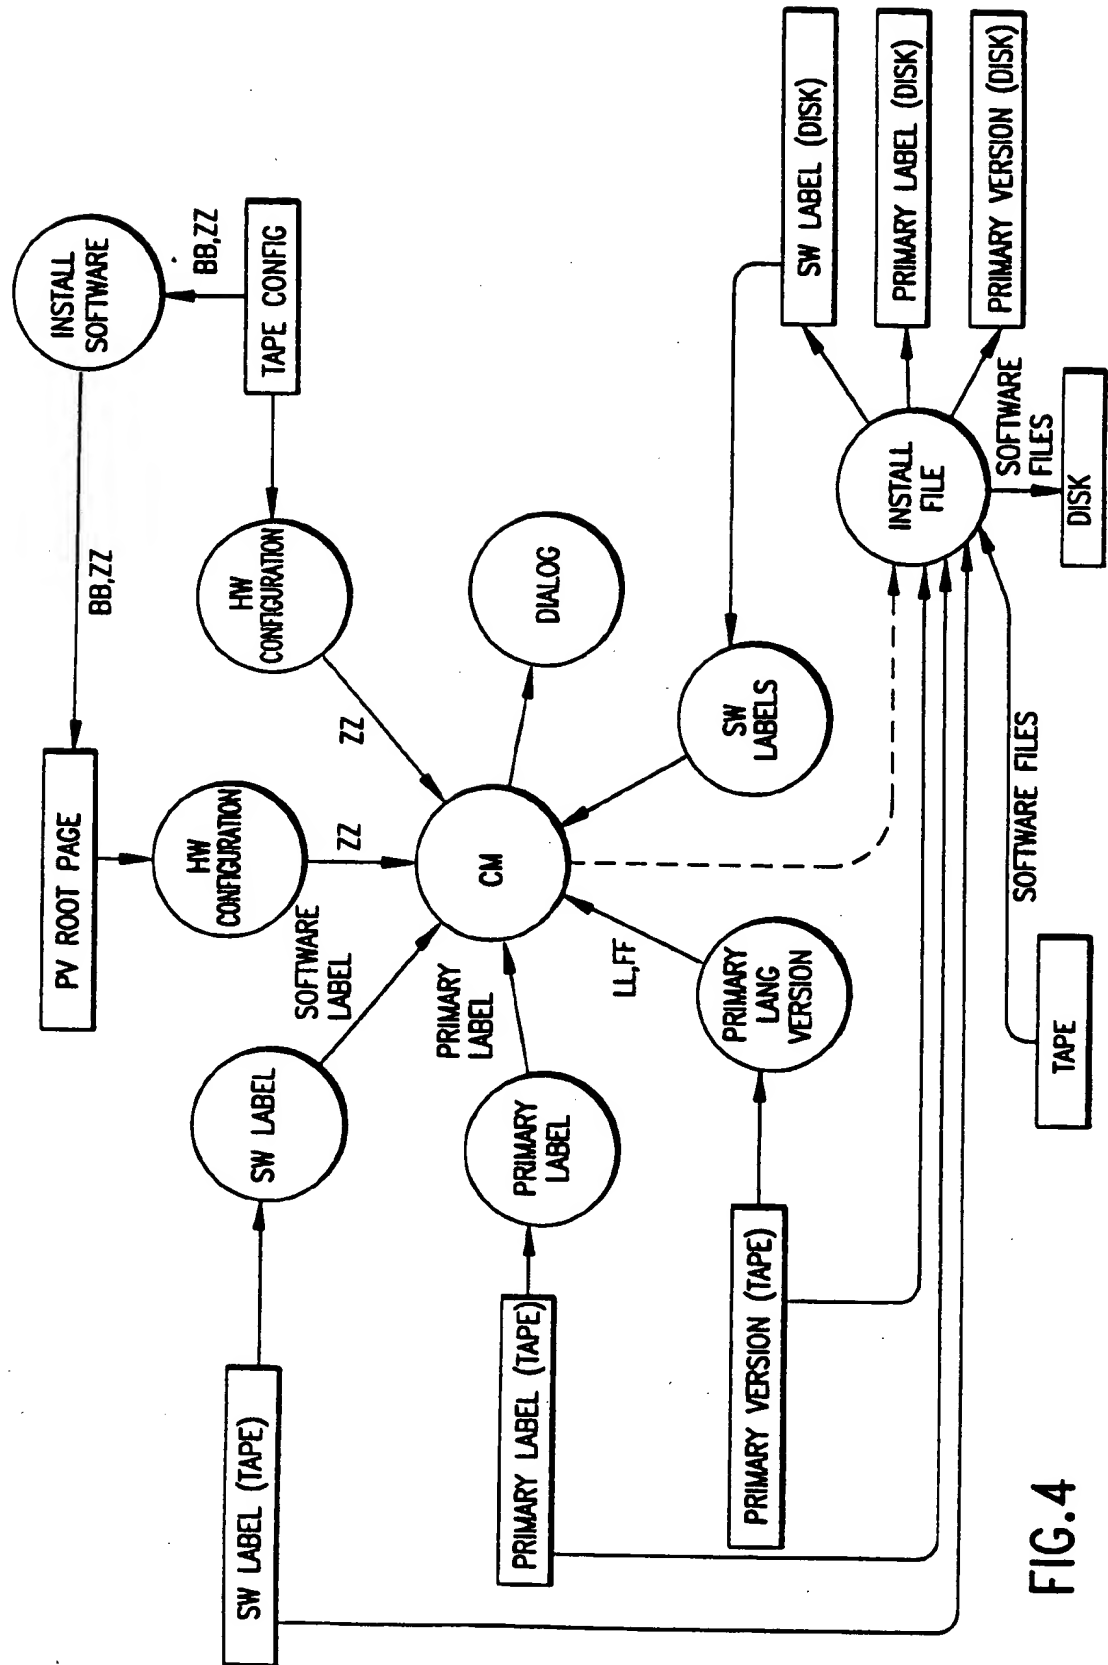 INSTALL
SOFTWARE
BB,ZZ
BB,ZZ
PV ROOT PAGE
TAPE CONFIG
HW
CONFIGURATION
HW
CONFIGURATION
ZZ
ZZ
SW LABEL (TAPE)
SW LABEL
SOFTWARE
LABEL
CM
DIALOG
PRIMARY LABEL (TAPE)
PRIMARY
LABEL
PRIMARY
LABEL
LL,FF
PRIMARY VERSION (TAPE)
PRIMARY
LANG
VERSION
SW
LABELS
SW LABEL (DISK)
PRIMARY LABEL (DISK)
PRIMARY VERSION (DISK)
INSTALL
FILE
SOFTWARE
FILES
DISK
SOFTWARE FILES
TAPE
FIG.4